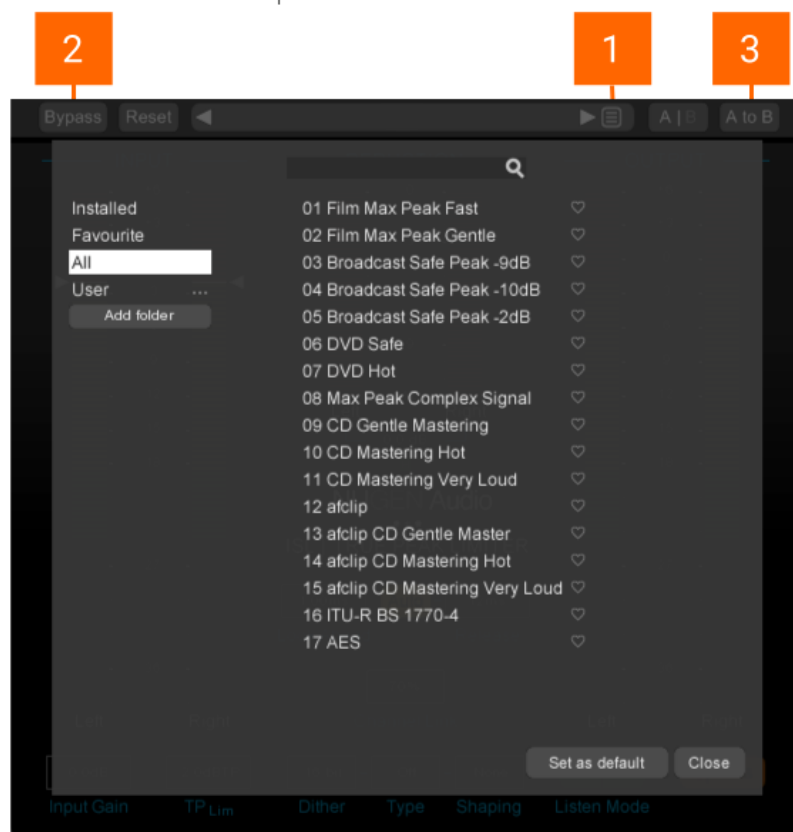 2
1
3
Bypass
Reset
A | B
A to B
Installed
Favourite
All
User ...
Add folder
01 Film Max Peak Fast
02 Film Max Peak Gentle
03 Broadcast Safe Peak -9dB
04 Broadcast Safe Peak -10dB
05 Broadcast Safe Peak -2dB
06 DVD Safe
07 DVD Hot
08 Max Peak Complex Signal
09 CD Gentle Mastering
10 CD Mastering Hot
11 CD Mastering Very Loud
12 afclip
13 afclip CD Gentle Master
14 afclip CD Mastering Hot
15 afclip CD Mastering Very Loud
16 ITU-R BS 1770-4
17 AES
Audio
Left
Right
Left
Right
Set as default
Close
Input Gain
TP Lim
Dither
Type
Shaping
Listen Mode